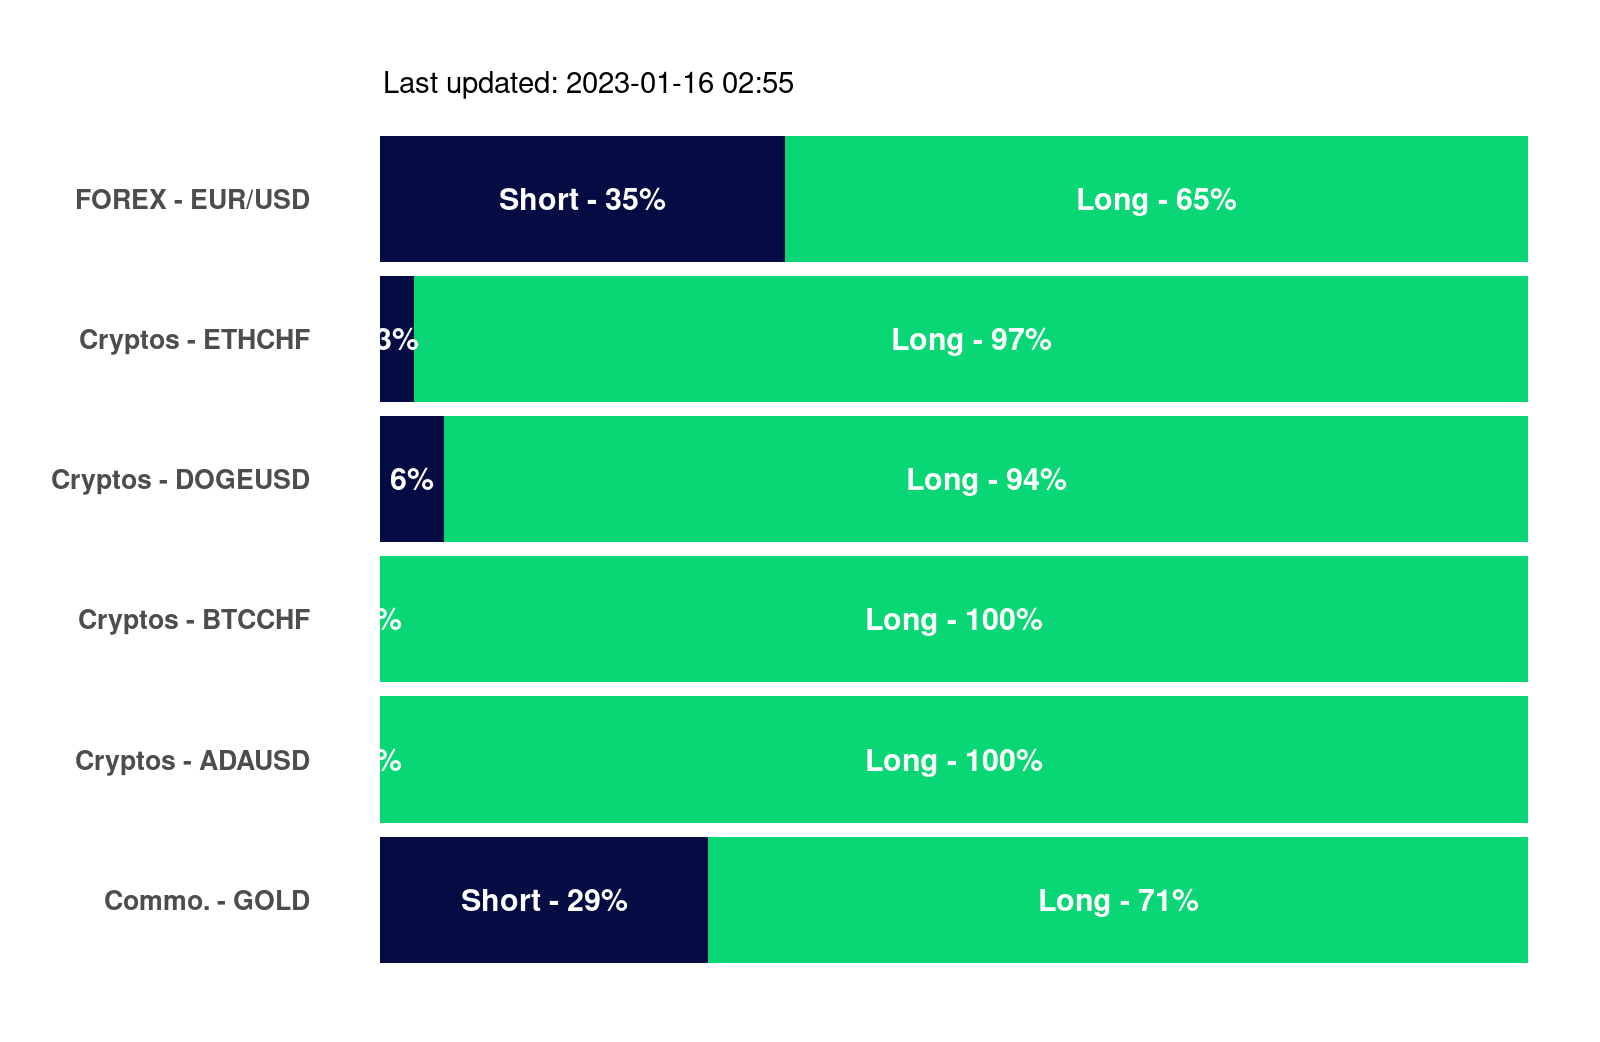 Last updated: 2023-01-16 02:55
FOREX - EUR/USD Short - 35% Long - 65%
Cryptos - ETHCHF 3% Long - 97%
Cryptos - DOGEUSD 6% Long - 94%
Cryptos - BTCCHF % Long - 100%
Cryptos - ADAUSD % Long - 100%
Commo. - GOLD Short - 29% Long - 71%